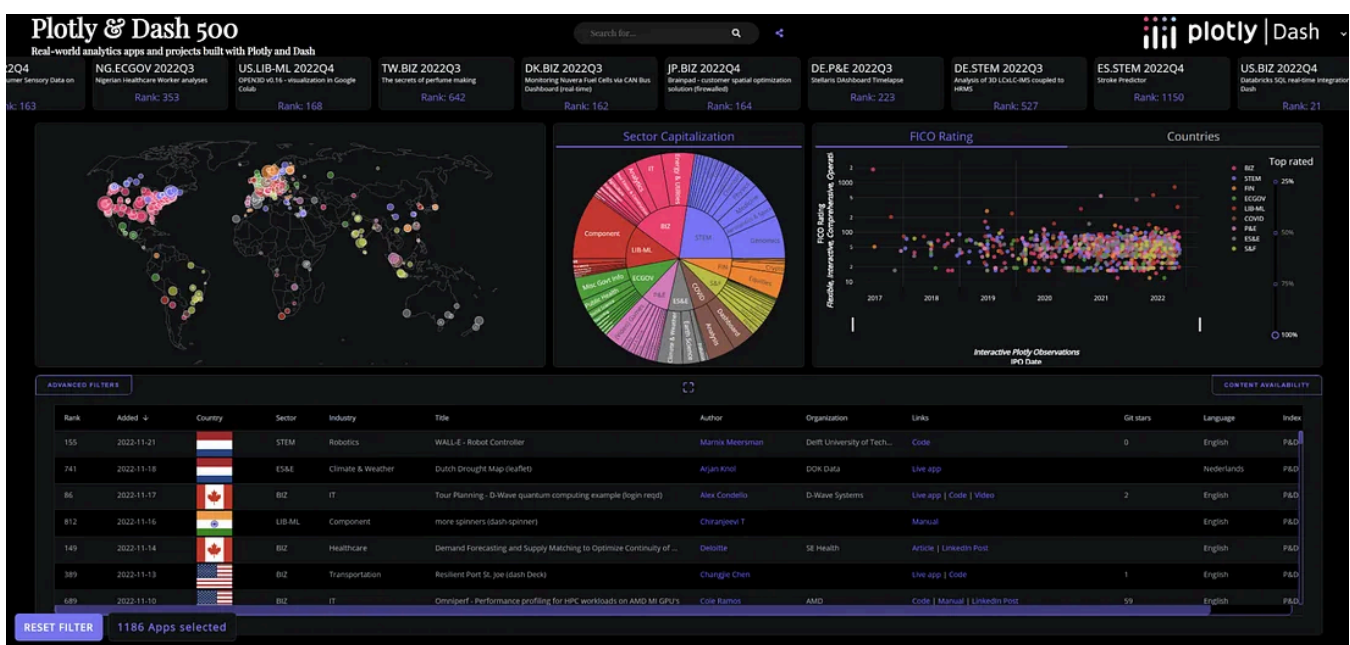 Plotly & Dash 500
Real-world analytics apps and projects built with Plotly and Dash
Search for...
plotly | Dash
2Q4
umer Sensory Data on
nk: 163
NG.ECGOV 2022Q3
Nigerian Healthcare Worker analyses
Rank: 353
US.LIB-ML 2022Q4
OPEN3D v0.16 - visualization in Google
Colab
Rank: 168
TW.BIZ 2022Q2
The secrets of perfume making
Rank: 642
DK.BIZ 2022Q3
Monitoring Nuvera Fuel Cells via CAN Bus
Dashboard (real-time)
Rank: 162
JP.BIZ 2022Q4
Brainpad - customer spatial optimization
solution (firewalled)
Rank: 164
DE.P&E 2022Q3
Stellaris DAshboard Timelapse
Rank: 223
DE.STEM 2022Q3
Analysis of 3D LCxLC-IMS coupled to
HRMS
Rank: 527
ES.STEM 2022Q4
Stroke Predictor
Rank: 1150
US.BIZ 2022Q4
Databricks SQL real-time Integration
Dash
Rank: 21
Sector Capitalization
Energy & Utilities
IT
Analytics
BIZ
STEM
Genomics
Component
LIB-ML
FIN
Equities
Misc Govt Info
ECGOV
S&F
Public Health
P&E
ES&E
COVID
Dashboard
Analysis
Climate & Weather
Earth Science
FICO Rating
Countries
FICO Rating
Flexible, Interactive, Comprehensive, Operati
2
1000
5
2
100
5
2
10
2017
2018
2019
2020
2021
2022
Interactive Plotly Observations
IPO Date
BIZ
STEM
FIN
ECGOV
LIB-ML
COVID
P&E
ES&E
S&F
Top rated
25%
50%
75%
100%
ADVANCED FILTERS
CONTENT AVAILABILITY
Rank Added ↓ Country Sector Industry Title Author Organization Links Git stars Language Index
155 2022-11-21 STEM Robotics WALL-E - Robot Controller Marnix Meersman Delft University of Tech... Code 0 English P&D
741 2022-11-18 ES&E Climate & Weather Dutch Drought Map (leaflet) Arjan Knol DOK Data Live app Nederlands P&D
86 2022-11-17 BIZ IT Tour Planning - D-Wave quantum computing example (login reqd) Alex Condello D-Wave Systems Live app | Code | Video 2 English P&D
812 2022-11-16 LIB-ML Component more spinners (dash-spinner) Chiranjeevi T Manual English P&D
149 2022-11-14 BIZ Healthcare Demand Forecasting and Supply Matching to Optimize Continuity of ... Deloitte SE Health Article | LinkedIn Post English P&D
389 2022-11-13 BIZ Transportation Resilient Port St. Joe (dash Deck) Changjie Chen Live app | Code 1 English P&D
689 2022-11-10 BIZ IT Omniperf - Performance profiling for HPC workloads on AMD MI GPU's Cole Ramos AMD Code | Manual | LinkedIn Post 59 English P&D
RESET FILTER
1186 Apps selected